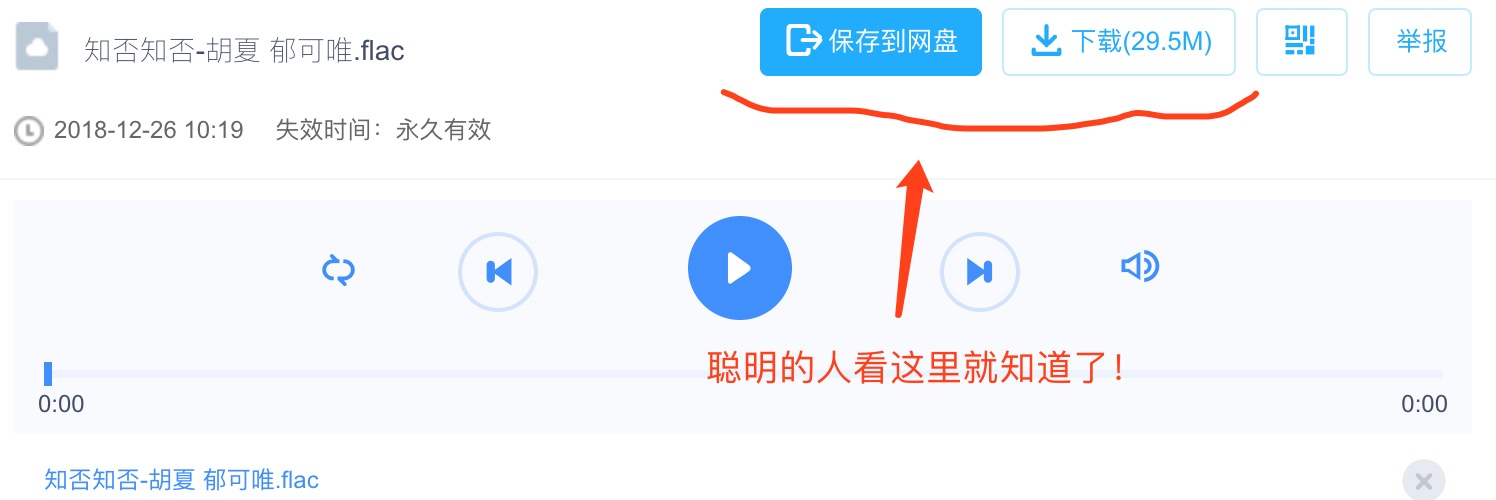 知否知否-胡夏 郁可唯.flac
保存到网盘
下载(29.5M)
举报
2018-12-26 10:19 失效时间：永久有效
聪明的人看这里就知道了！
0:00
0:00
知否知否-胡夏 郁可唯.flac